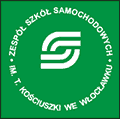 • ZESPÓŁ SZKÓŁ SAMOCHODOWYCH •
IM. T. KOŚCIUSZKI WE WŁOCŁAWKU